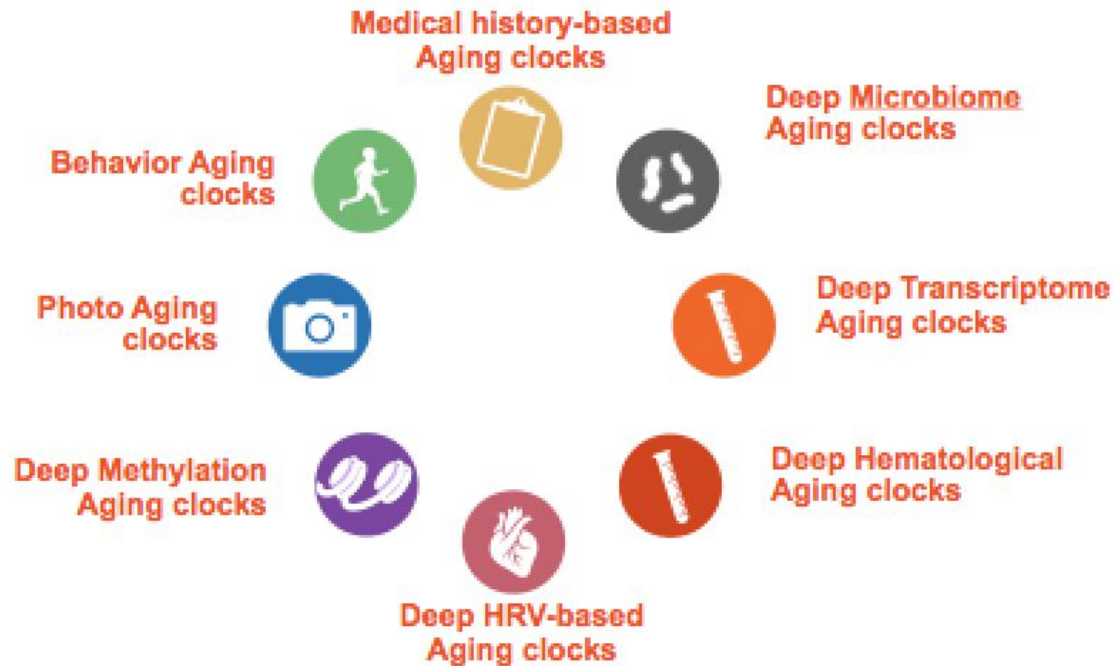 Medical history-based
Aging clocks
Deep Microbiome
Aging clocks
Behavior Aging
clocks
Photo Aging
clocks
Deep Transcriptome
Aging clocks
Deep Methylation
Aging clocks
Deep Hematological
Aging clocks
Deep HRV-based
Aging clocks